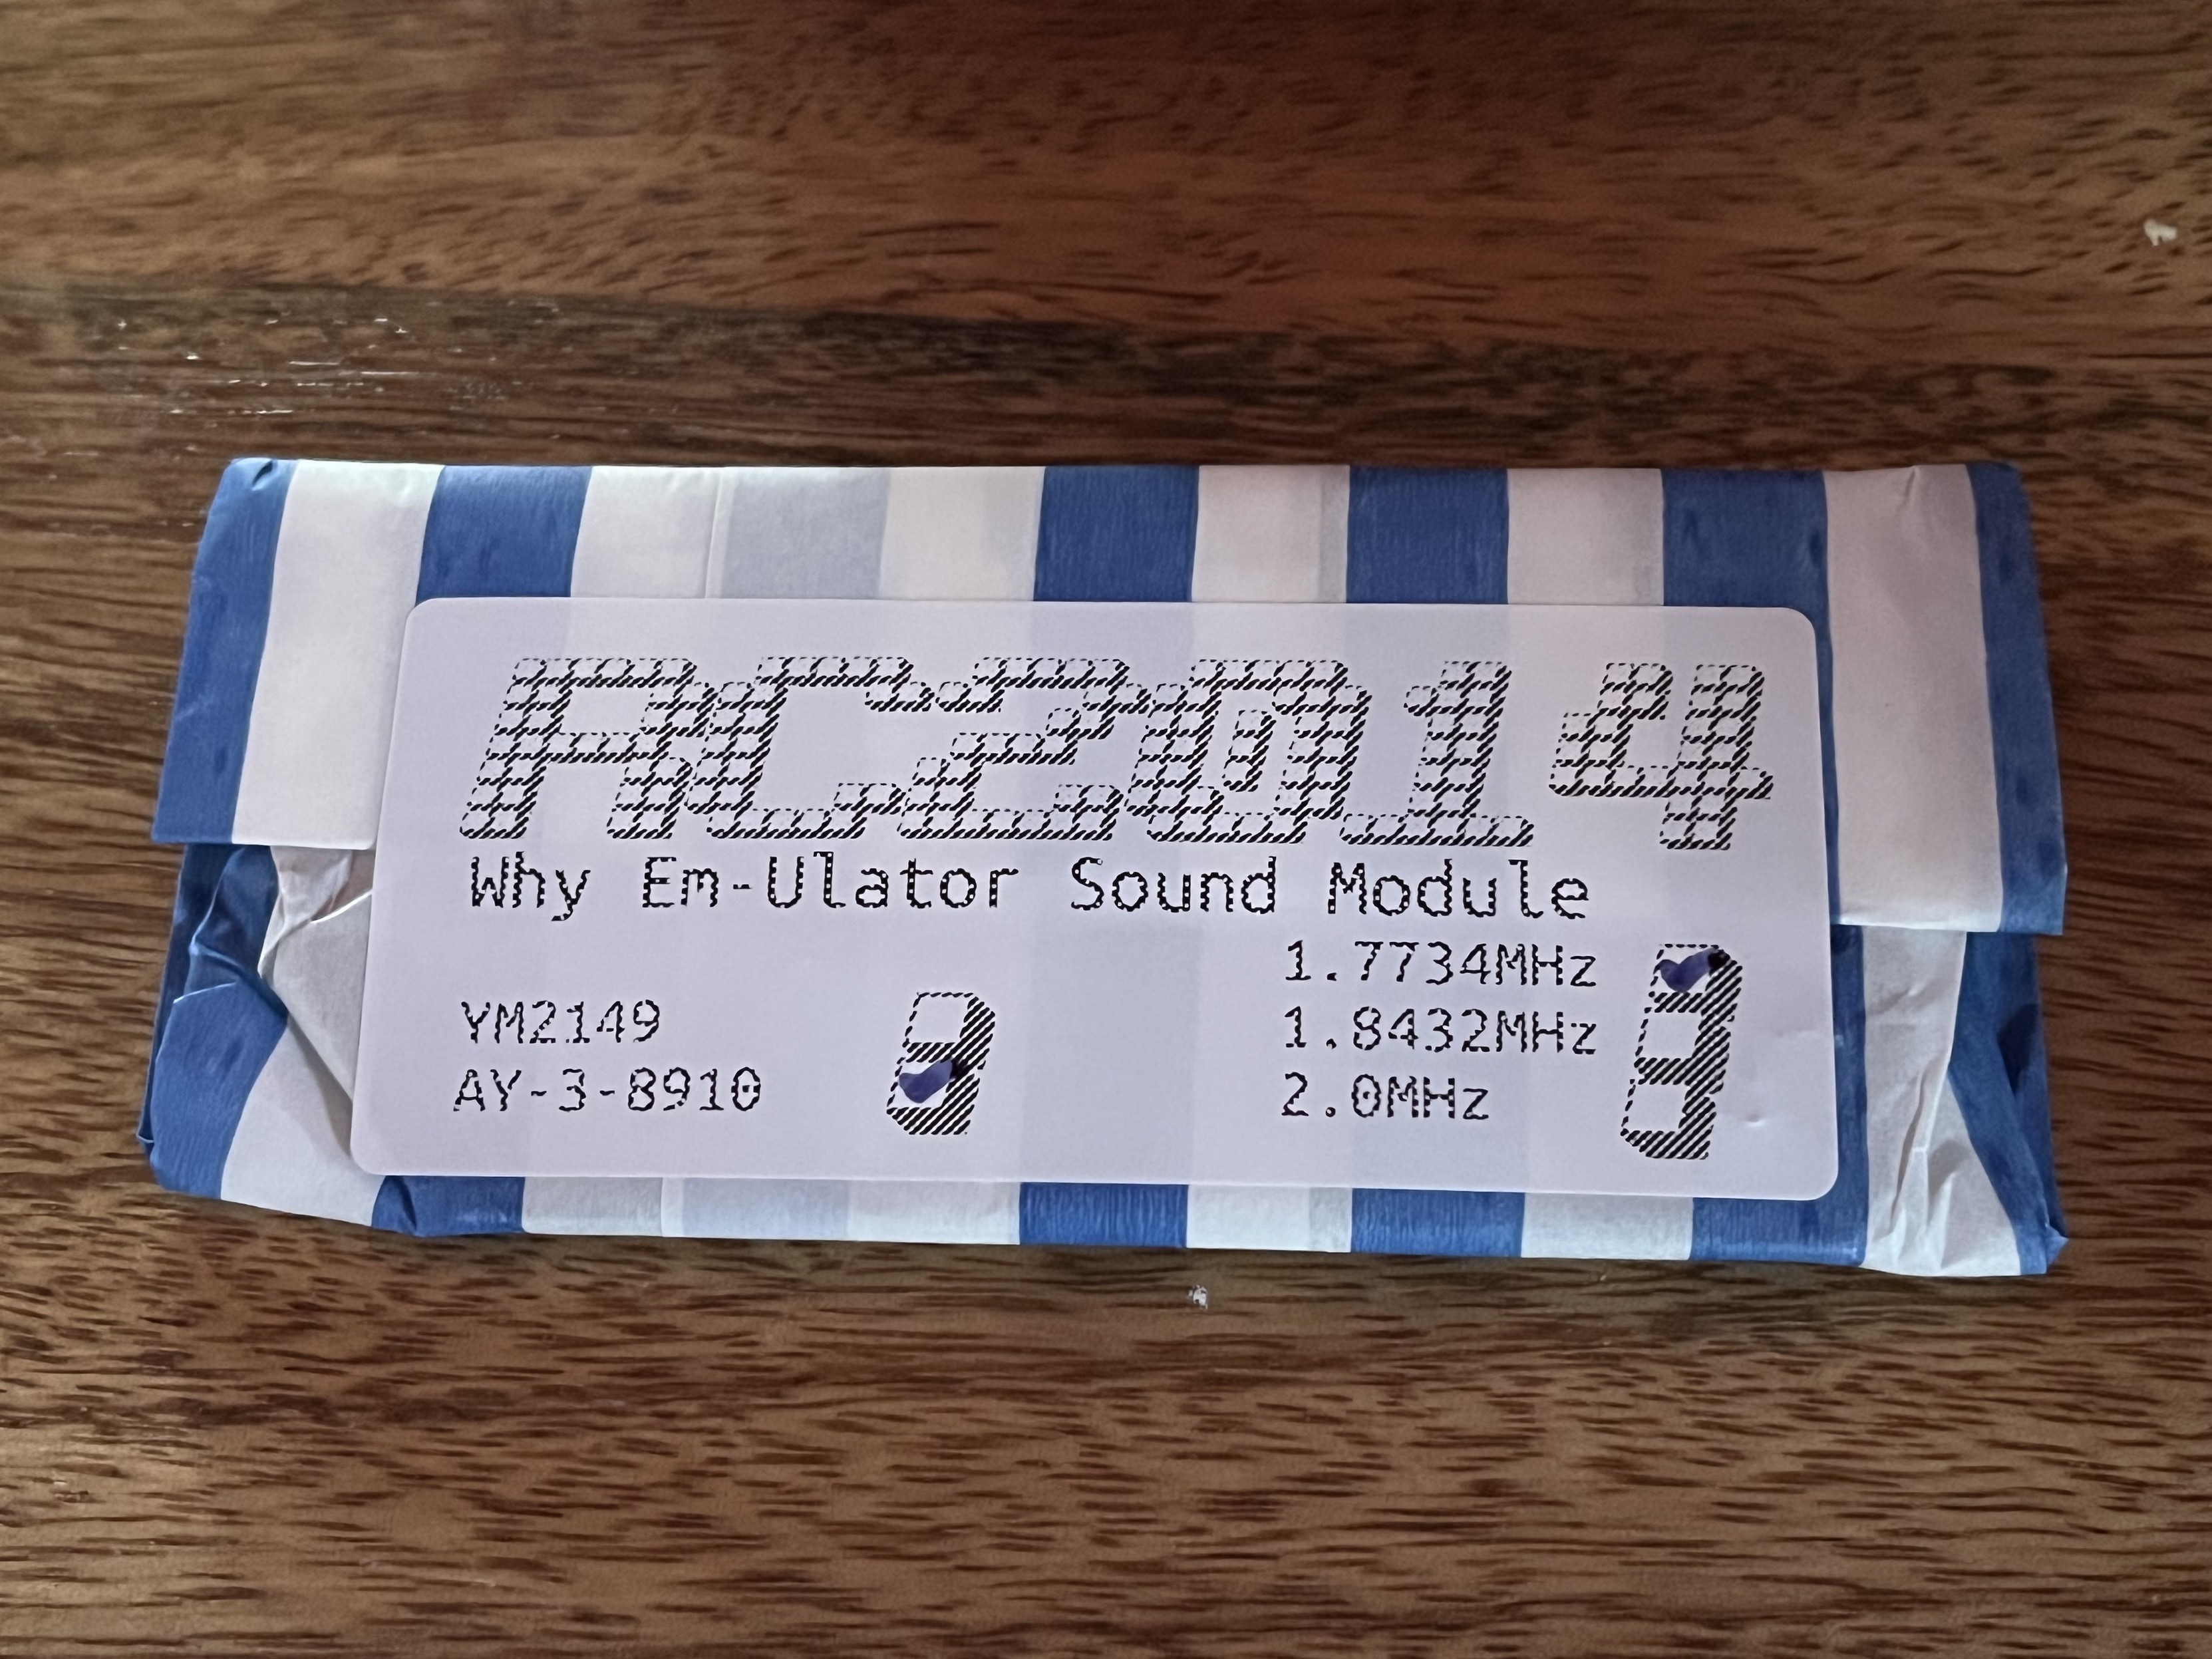 RC2014
Why Em-Ulator Sound Module
1.7734MHz
YM2149
1.8432MHz
AY-3-8910
2.0MHz